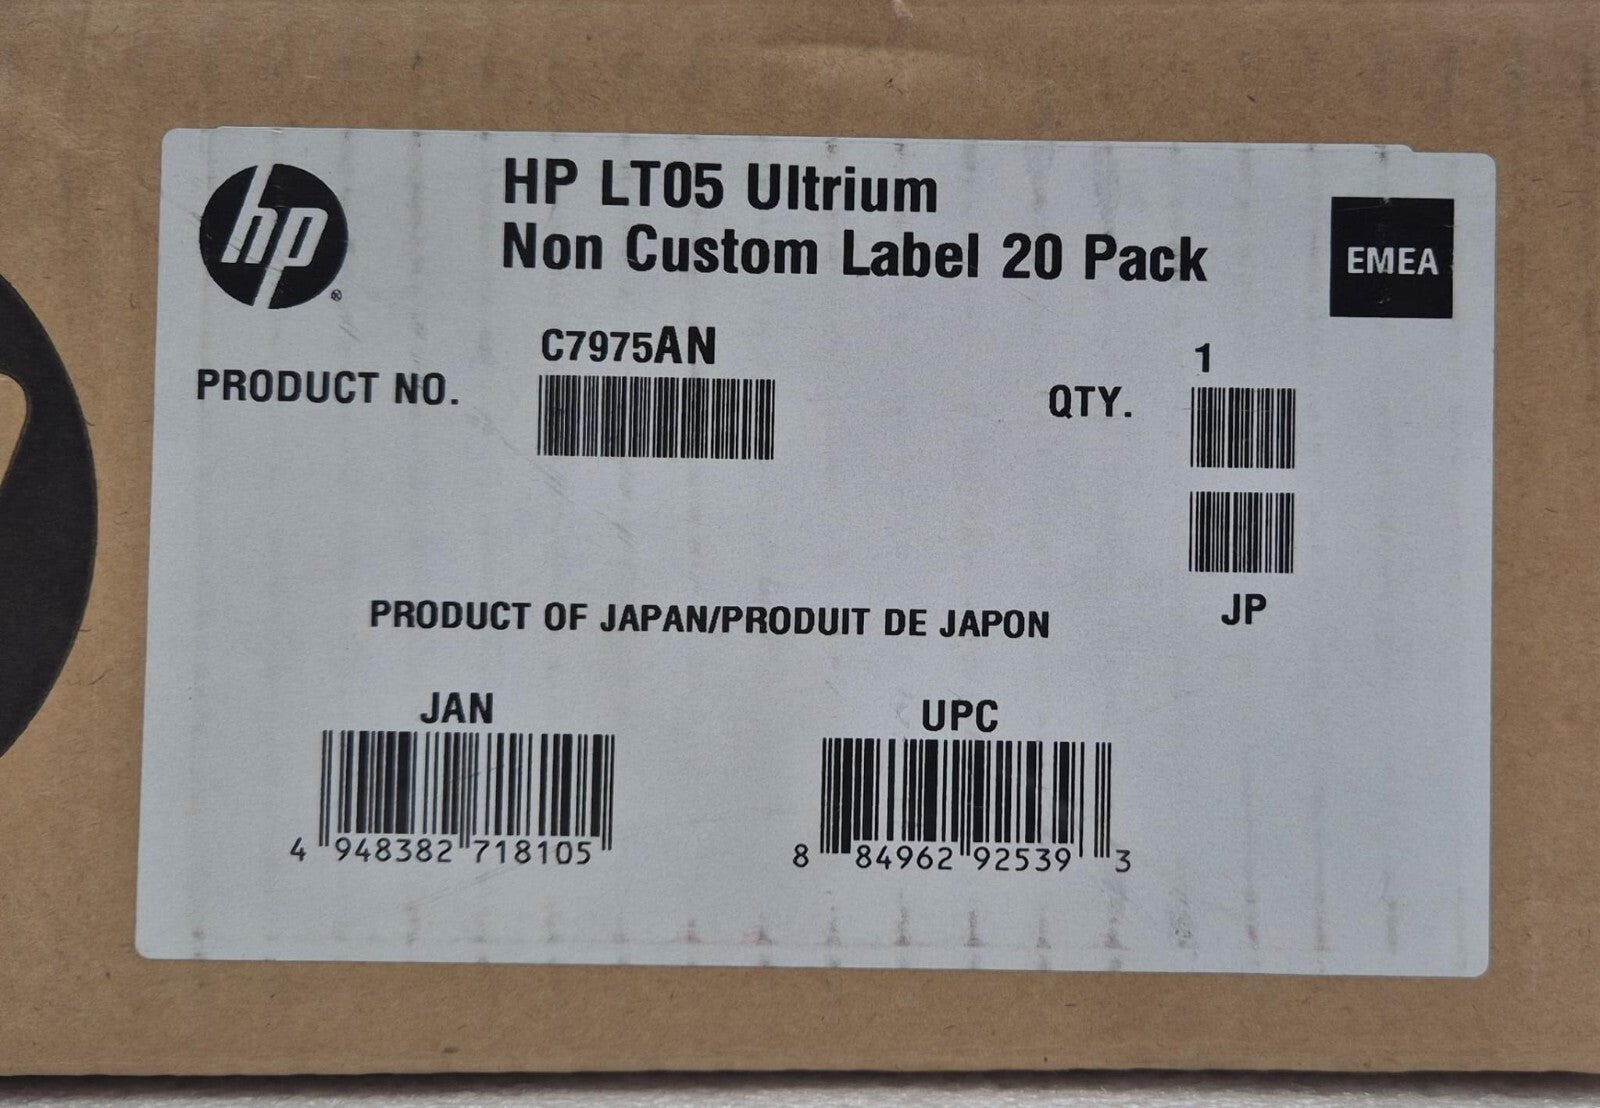 hp
®
HP LTO5 Ultrium
Non Custom Label 20 Pack
EMEA
C7975AN
PRODUCT NO.
1
QTY.
JP
PRODUCT OF JAPAN/PRODUIT DE JAPON
JAN
4 948382 718105
UPC
8 84962 92539 3